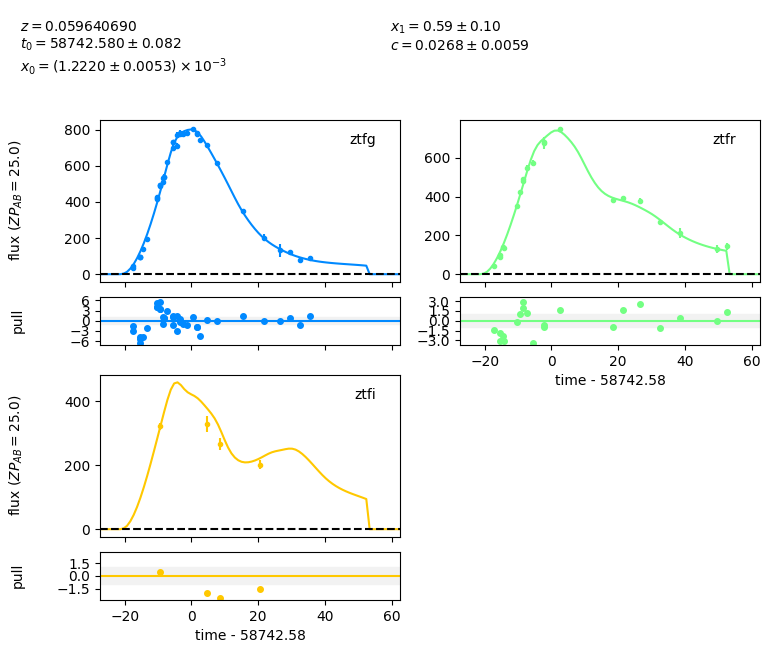 z = 0.059640690
t₀ = 58742.580 ± 0.082
x₀ = (1.2220 ± 0.0053) × 10⁻³
x₁ = 0.59 ± 0.10
c = 0.0268 ± 0.0059
flux (ZP_AB = 25.0)
800
600
400
200
0
ztfg
600
400
200
0
ztfr
pull
6
3
0
−3
−6
3.0
1.5
0.0
−1.5
−3.0
−20 0 20 40 60
time - 58742.58
flux (ZP_AB = 25.0)
400
200
0
ztfi
pull
1.5
0.0
−1.5
−20 0 20 40 60
time - 58742.58